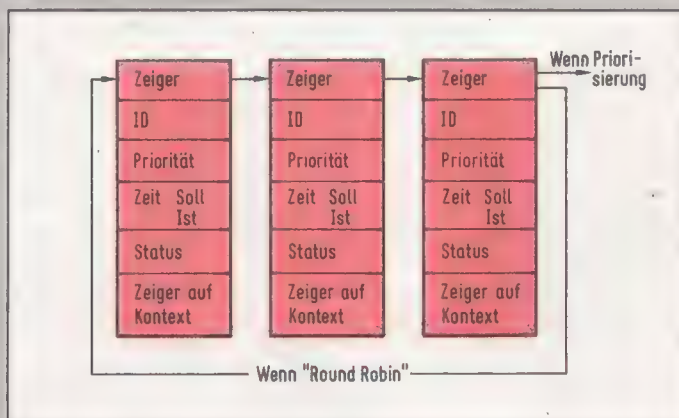 Zeiger
ID
Priorität
Zeit Soll
Ist
Status
Zeiger auf
Kontext
Zeiger
ID
Priorität
Zeit Soll
Ist
Status
Zeiger auf
Kontext
Zeiger
ID
Priorität
Zeit Soll
Ist
Status
Zeiger auf
Kontext
Wenn Priori-
sierung
Wenn "Round Robin"